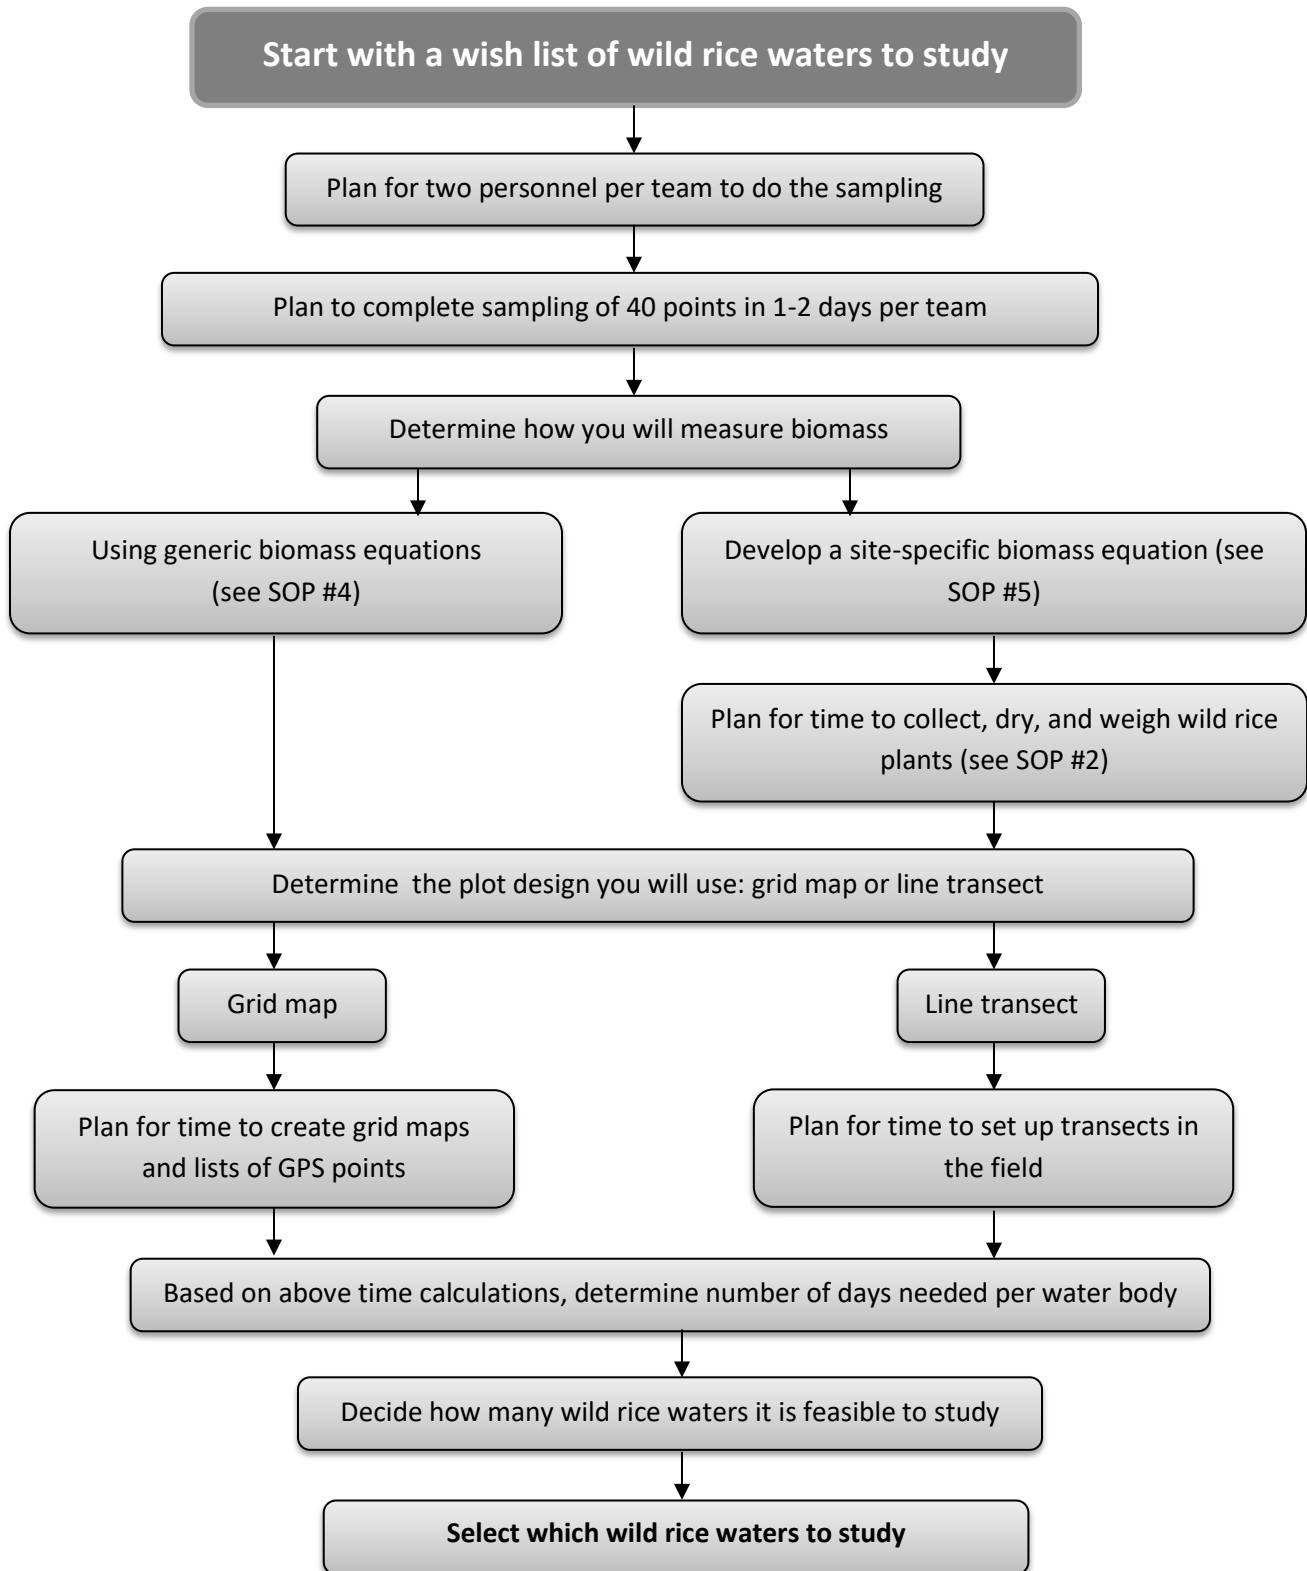 Start with a wish list of wild rice waters to study
Plan for two personnel per team to do the sampling
Plan to complete sampling of 40 points in 1-2 days per team
Determine how you will measure biomass
Using generic biomass equations
(see SOP #4)
Develop a site-specific biomass equation (see
SOP #5)
Plan for time to collect, dry, and weigh wild rice
plants (see SOP #2)
Determine  the plot design you will use: grid map or line transect
Grid map
Line transect
Plan for time to create grid maps
and lists of GPS points
Plan for time to set up transects in
the field
Based on above time calculations, determine number of days needed per water body
Decide how many wild rice waters it is feasible to study
Select which wild rice waters to study